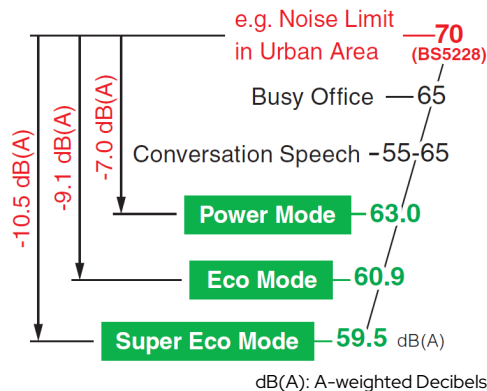 e.g. Noise Limit
in Urban Area
70
(BS5228)
Busy Office
65
Conversation Speech
55-65
Power Mode
63.0
Eco Mode
60.9
Super Eco Mode
59.5 dB(A)
-10.5 dB(A)
-9.1 dB(A)
-7.0 dB(A)
dB(A): A-weighted Decibels